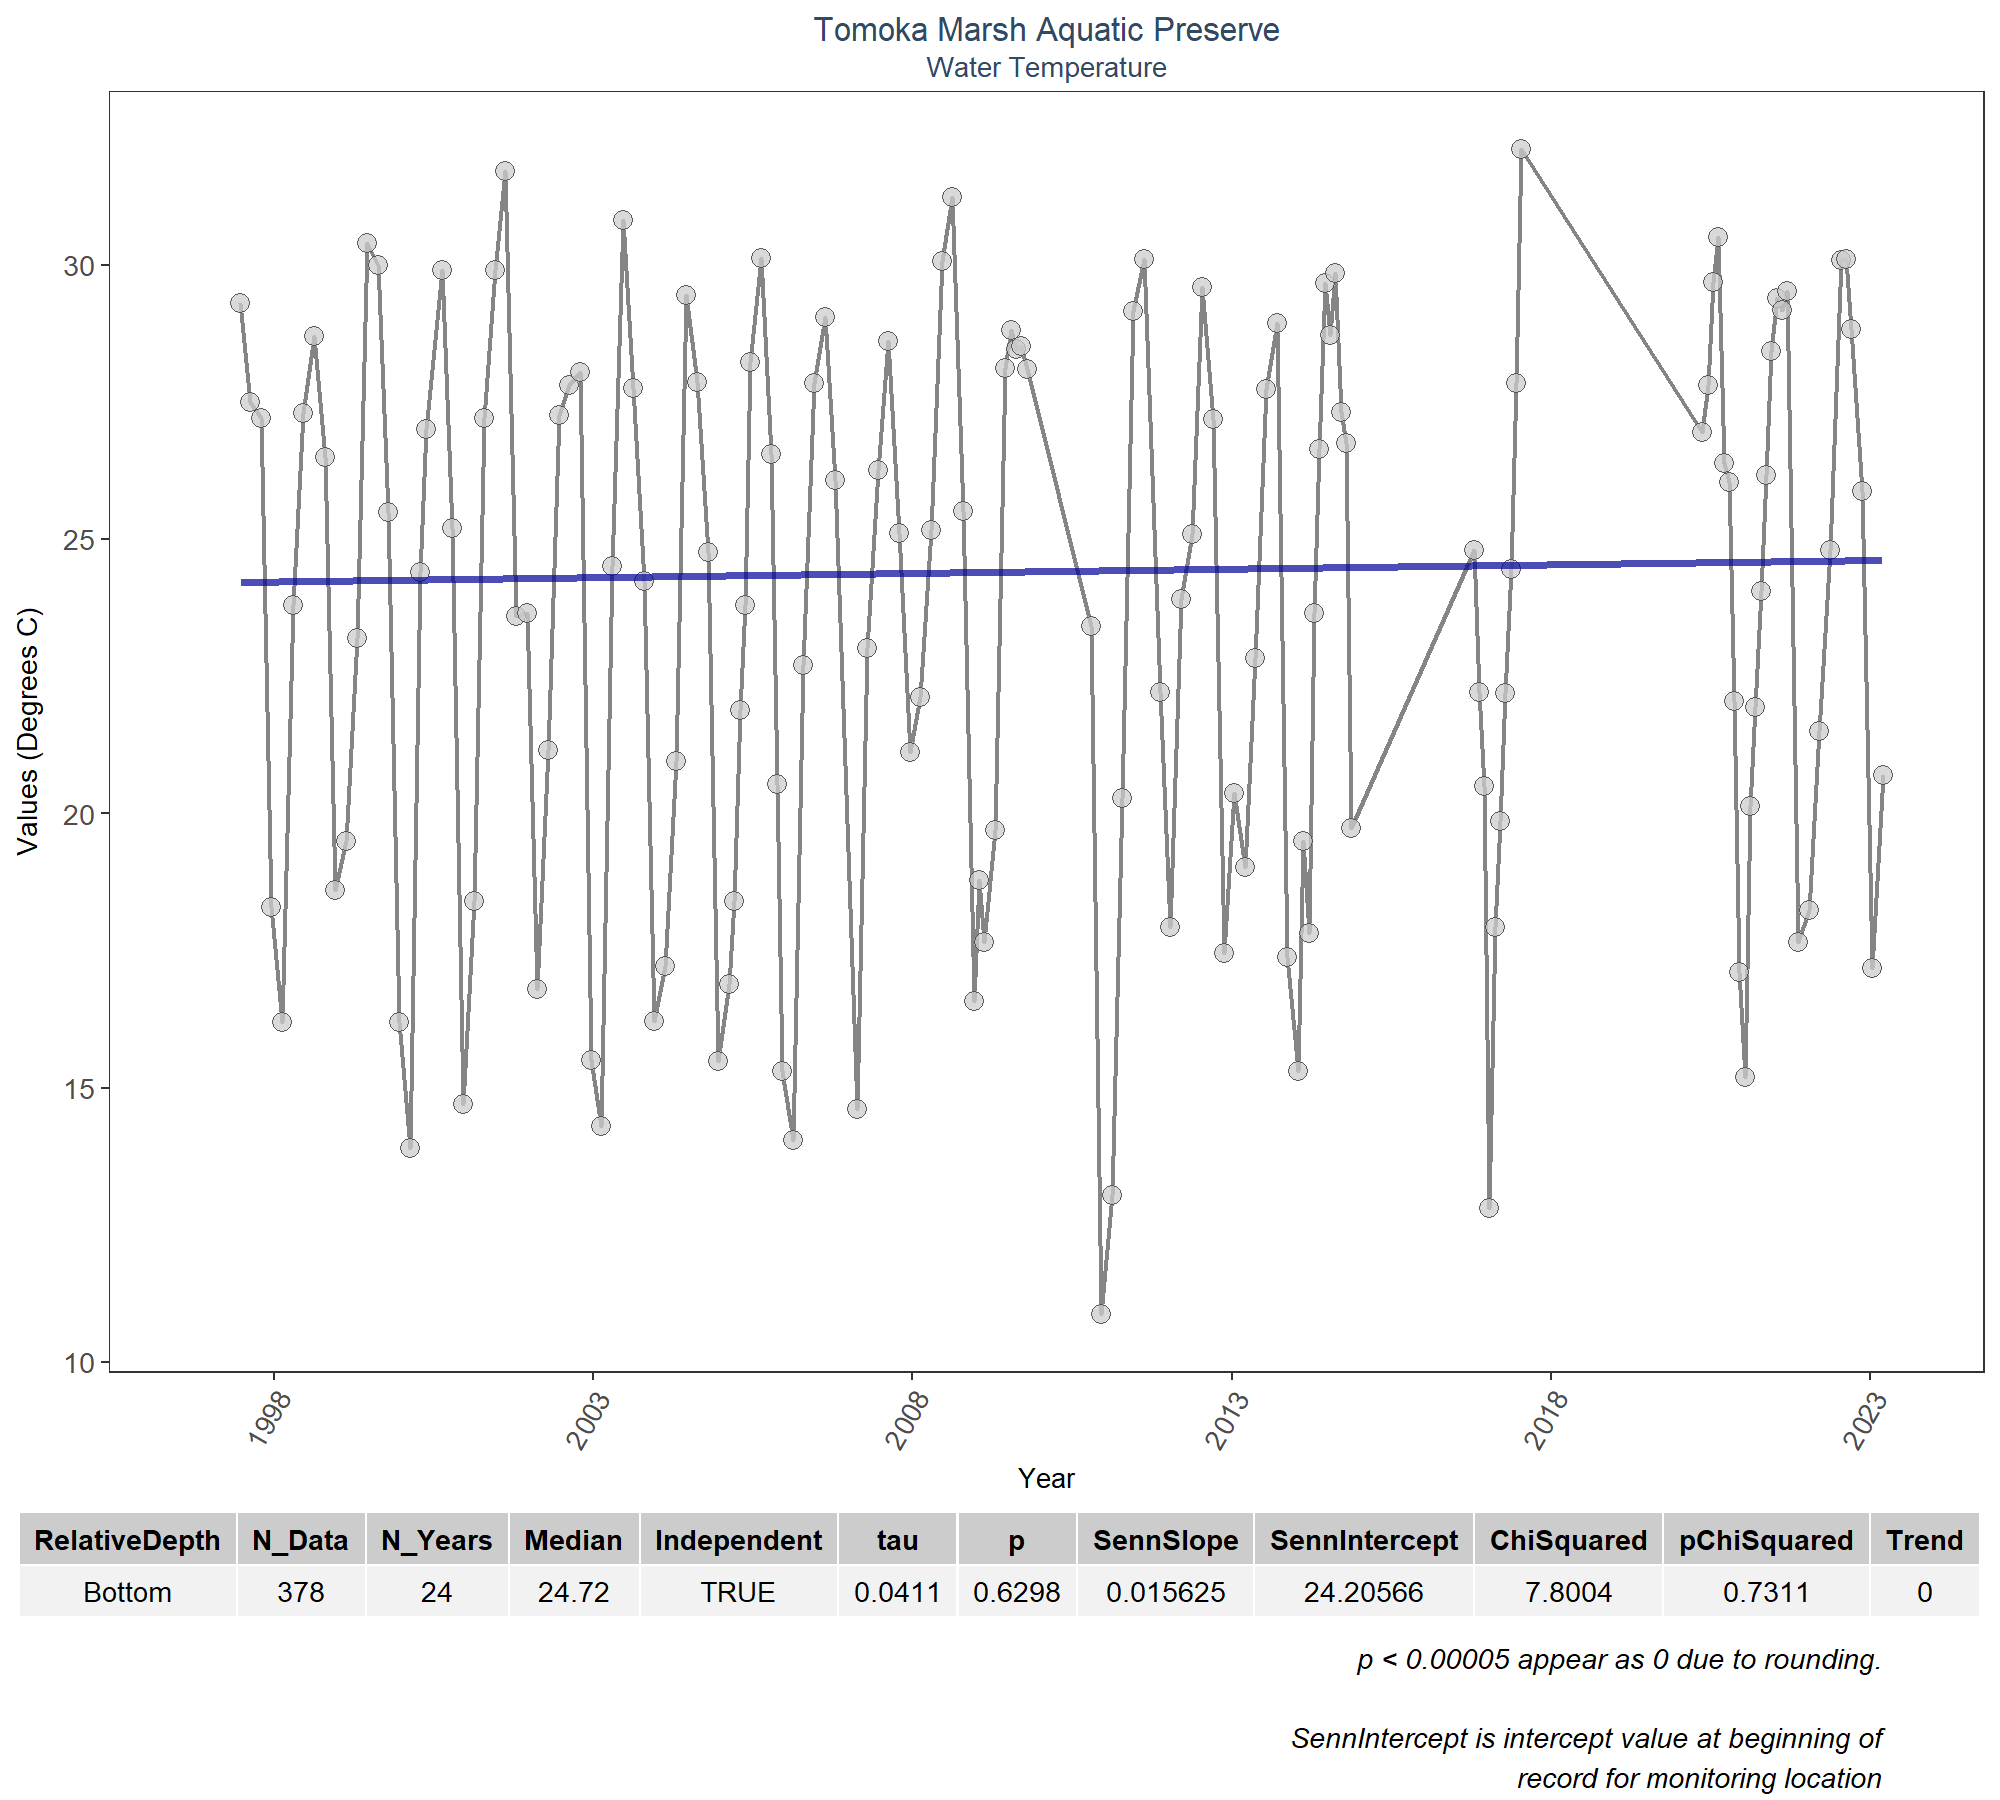 Tomoka Marsh Aquatic Preserve
Water Temperature
Values (Degrees C)
30
25
20
15
10
1998 2003 2008 2013 2018 2023
Year
RelativeDepth N_Data N_Years Median Independent tau p SennSlope SennIntercept ChiSquared pChiSquared Trend
Bottom 378 24 24.72 TRUE 0.0411 0.6298 0.015625 24.20566 7.8004 0.7311 0
p < 0.00005 appear as 0 due to rounding.
SennIntercept is intercept value at beginning of
record for monitoring location